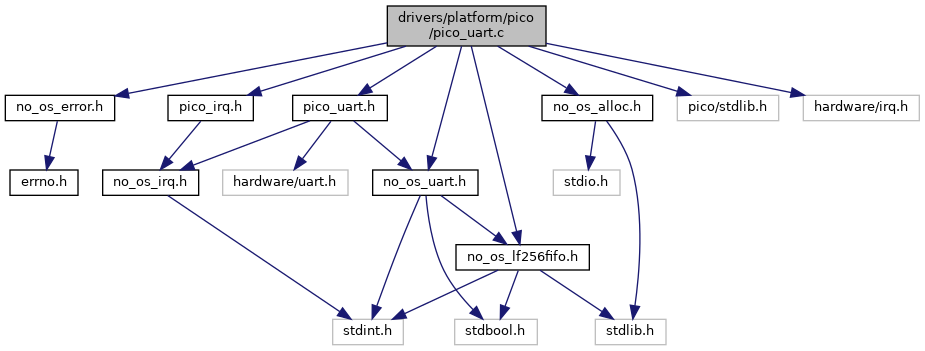 drivers/platform/pico
/pico_uart.c
no_os_error.h
pico_irq.h
pico_uart.h
no_os_alloc.h
pico/stdlib.h
hardware/irq.h
errno.h
no_os_irq.h
hardware/uart.h
no_os_uart.h
stdio.h
no_os_lf256fifo.h
stdint.h
stdbool.h
stdlib.h